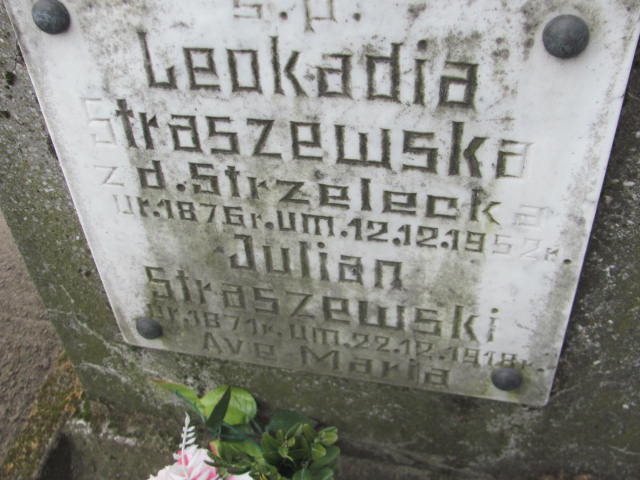 ś.p.
Leokadia
Straszewska
z d. Strzelecka
ur. 1876 r. um. 12.12.1952 r.
Julian
Straszewski
ur. 1871 r. um. 22.12.1918 r.
Ave Maria